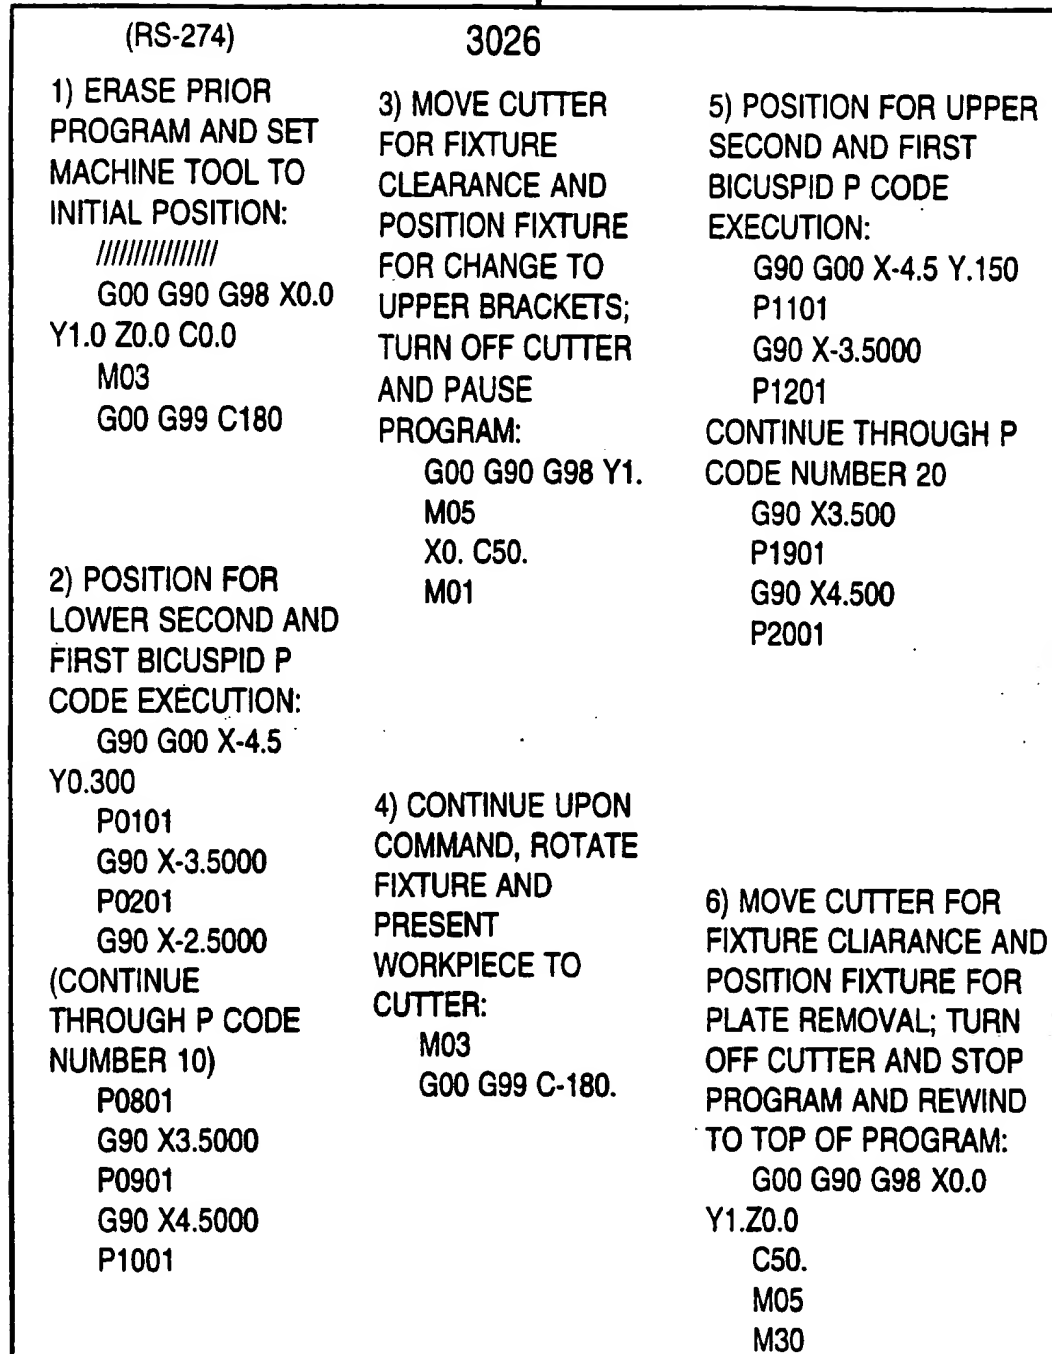 (RS-274)
3026
1) ERASE PRIOR
PROGRAM AND SET
MACHINE TOOL TO
INITIAL POSITION:
////////////////
G00 G90 G98 X0.0
Y1.0 Z0.0 C0.0
M03
G00 G99 C180
2) POSITION FOR
LOWER SECOND AND
FIRST BICUSPID P
CODE EXECUTION:
G90 G00 X-4.5
Y0.300
P0101
G90 X-3.5000
P0201
G90 X-2.5000
(CONTINUE
THROUGH P CODE
NUMBER 10)
P0801
G90 X3.5000
P0901
G90 X4.5000
P1001
3) MOVE CUTTER
FOR FIXTURE
CLEARANCE AND
POSITION FIXTURE
FOR CHANGE TO
UPPER BRACKETS;
TURN OFF CUTTER
AND PAUSE
PROGRAM:
G00 G90 G98 Y1.
M05
X0. C50.
M01
4) CONTINUE UPON
COMMAND, ROTATE
FIXTURE AND
PRESENT
WORKPIECE TO
CUTTER:
M03
G00 G99 C-180.
5) POSITION FOR UPPER
SECOND AND FIRST
BICUSPID P CODE
EXECUTION:
G90 G00 X-4.5 Y.150
P1101
G90 X-3.5000
P1201
CONTINUE THROUGH P
CODE NUMBER 20
G90 X3.500
P1901
G90 X4.500
P2001
6) MOVE CUTTER FOR
FIXTURE CLIARANCE AND
POSITION FIXTURE FOR
PLATE REMOVAL; TURN
OFF CUTTER AND STOP
PROGRAM AND REWIND
TO TOP OF PROGRAM:
G00 G90 G98 X0.0
Y1.Z0.0
C50.
M05
M30